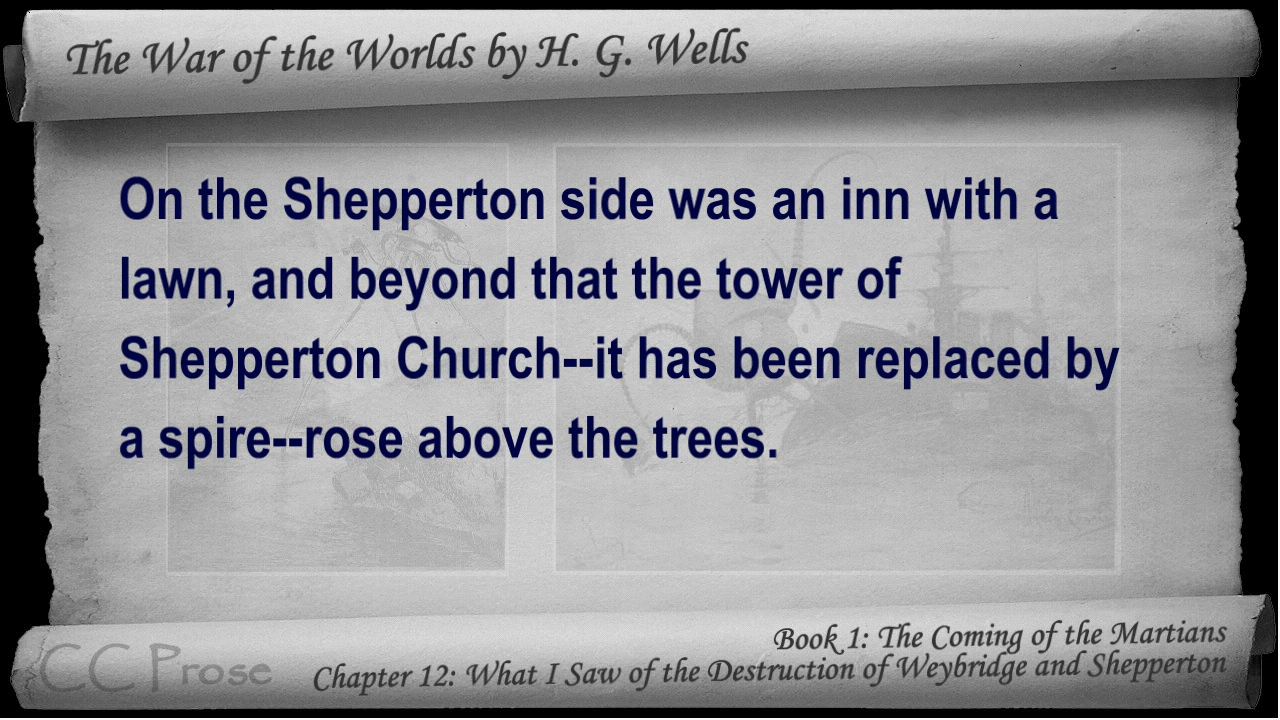 The War of the Worlds by H. G. Wells
On the Shepperton side was an inn with a
lawn, and beyond that the tower of
Shepperton Church--it has been replaced by
a spire--rose above the trees.
Book 1: The Coming of the Martians
CC Prose
Chapter 12: What I Saw of the Destruction of Weybridge and Shepperton